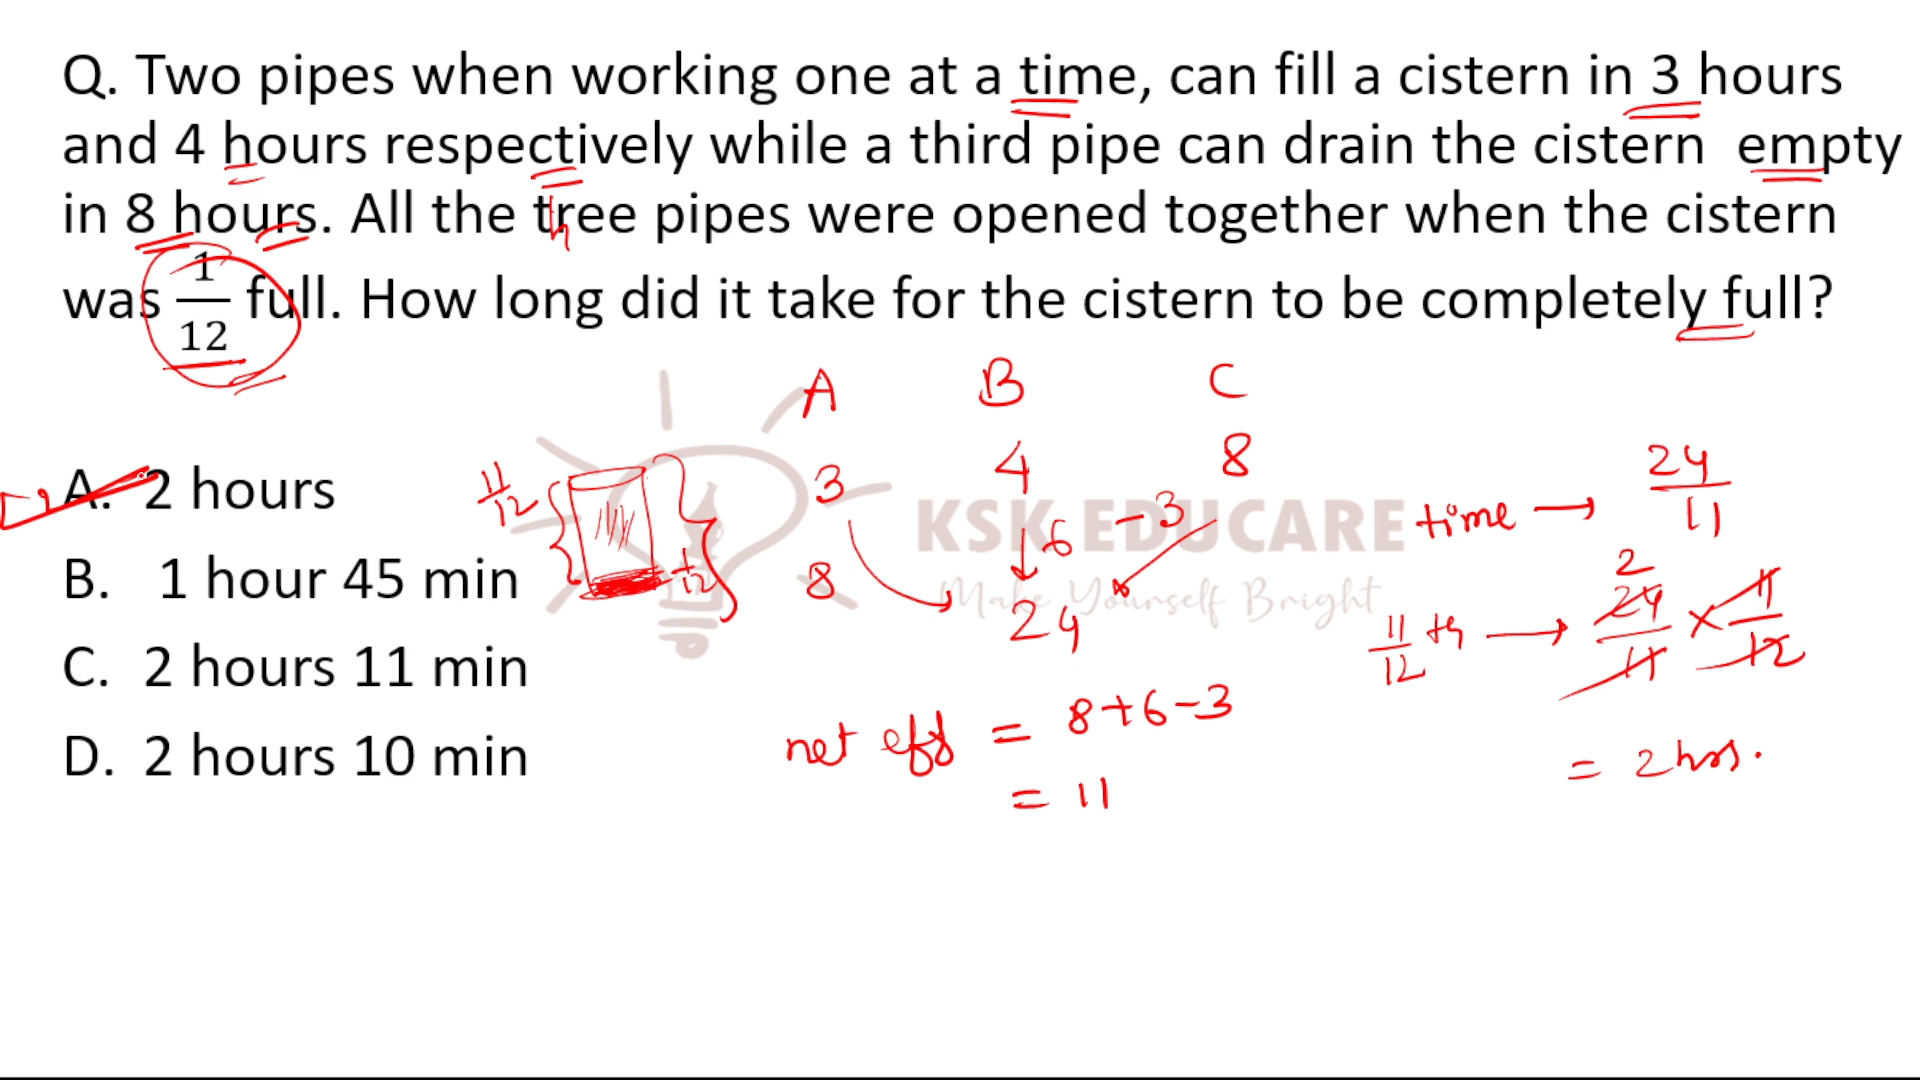 Q. Two pipes when working one at a time, can fill a cistern in 3 hours
and 4 hours respectively while a third pipe can drain the cistern empty
in 8 hours. All the tree pipes were opened together when the cistern
h
was 1/12 full. How long did it take for the cistern to be completely full?
A. 2 hours
B. 1 hour 45 min
C. 2 hours 11 min
D. 2 hours 10 min
A B C
3 4 8
8 6 -3
24
11/12
1/12
KSK EDUCARE
Make Yourself Bright
net eff = 8+6-3
= 11
time → 24/11
11/12 th → 24/11 × 11/12
2
= 2 hrs.